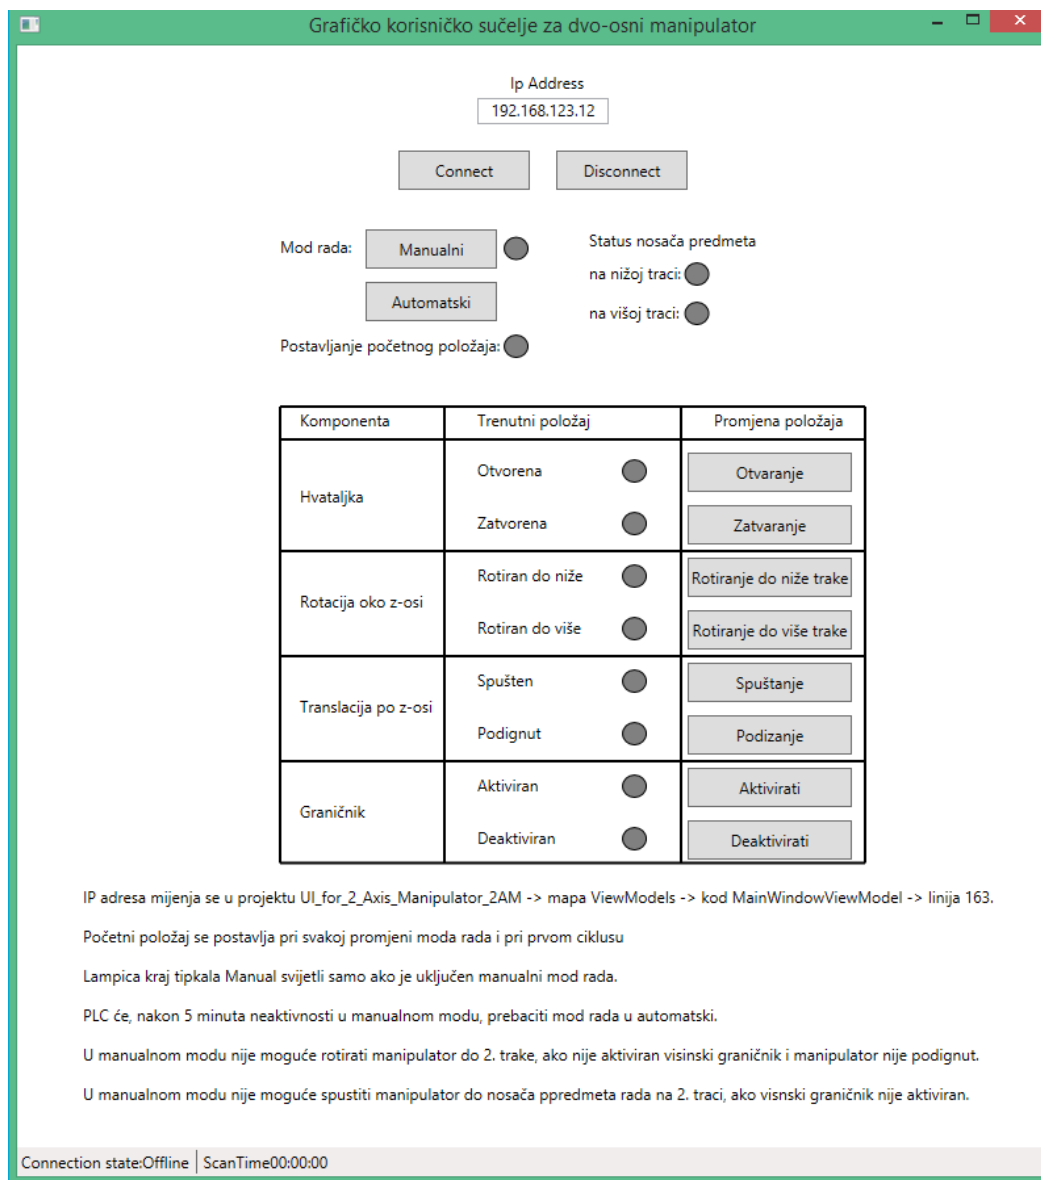 Grafičko korisničko sučelje za dvo-osni manipulator
Ip Address
192.168.123.12
Connect
Disconnect
Mod rada:
Manualni
Automatski
Postavljanje početnog položaja:
Status nosača predmeta
na nižoj traci:
na višoj traci:
Komponenta
Trenutni položaj
Promjena položaja
Hvataljka
Otvorena
Otvaranje
Zatvorena
Zatvaranje
Rotacija oko z-osi
Rotiran do niže
Rotiranje do niže trake
Rotiran do više
Rotiranje do više trake
Translacija po z-osi
Spušten
Spuštanje
Podignut
Podizanje
Graničnik
Aktiviran
Aktivirati
Deaktiviran
Deaktivirati
IP adresa mijenja se u projektu UI_for_2_Axis_Manipulator_2AM -> mapa ViewModels -> kod MainWindowViewModel -> linija 163.
Početni položaj se postavlja pri svakoj promjeni moda rada i pri prvom ciklusu
Lampica kraj tipkala Manual svijetli samo ako je uključen manualni mod rada.
PLC će, nakon 5 minuta neaktivnosti u manualnom modu, prebaciti mod rada u automatski.
U manualnom modu nije moguće rotirati manipulator do 2. trake, ako nije aktiviran visinski graničnik i manipulator nije podignut.
U manualnom modu nije moguće spustiti manipulator do nosača ppredmeta rada na 2. traci, ako visnski graničnik nije aktiviran.
Connection state:Offline
ScanTime00:00:00